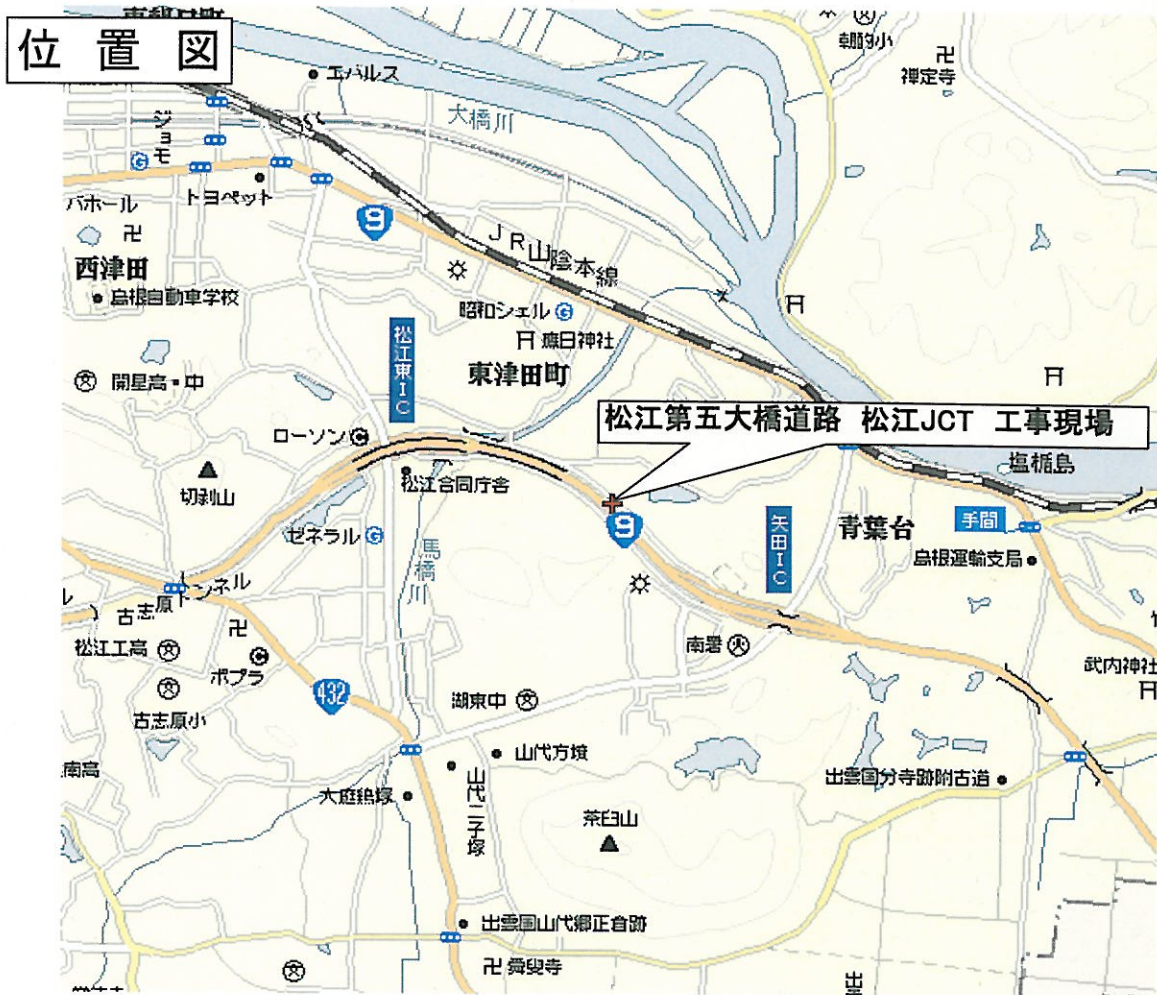 位置図
エバルス
朝酌小
禅定寺
大橋川
ジョモ
トヨペット
バホール
9
JR山陰本線
西津田
島根自動車学校
昭和シェル
松江東IC
鷹日神社
東津田町
開星高・中
松江第五大橋道路 松江JCT 工事現場
ローソン
塩楯島
松江合同庁舎
切剥山
9
矢田IC
青葉台
手間
ゼネラル
馬橋川
島根運輸支局
トンネル
古志原
松江工高
ポプラ
南署
武内神社
432
湖東中
古志原小
山代方墳
南高
山代二子塚
出雲国分寺跡附古道
大庭鶏塚
茶臼山
出雲国山代郷正倉跡
舜叟寺